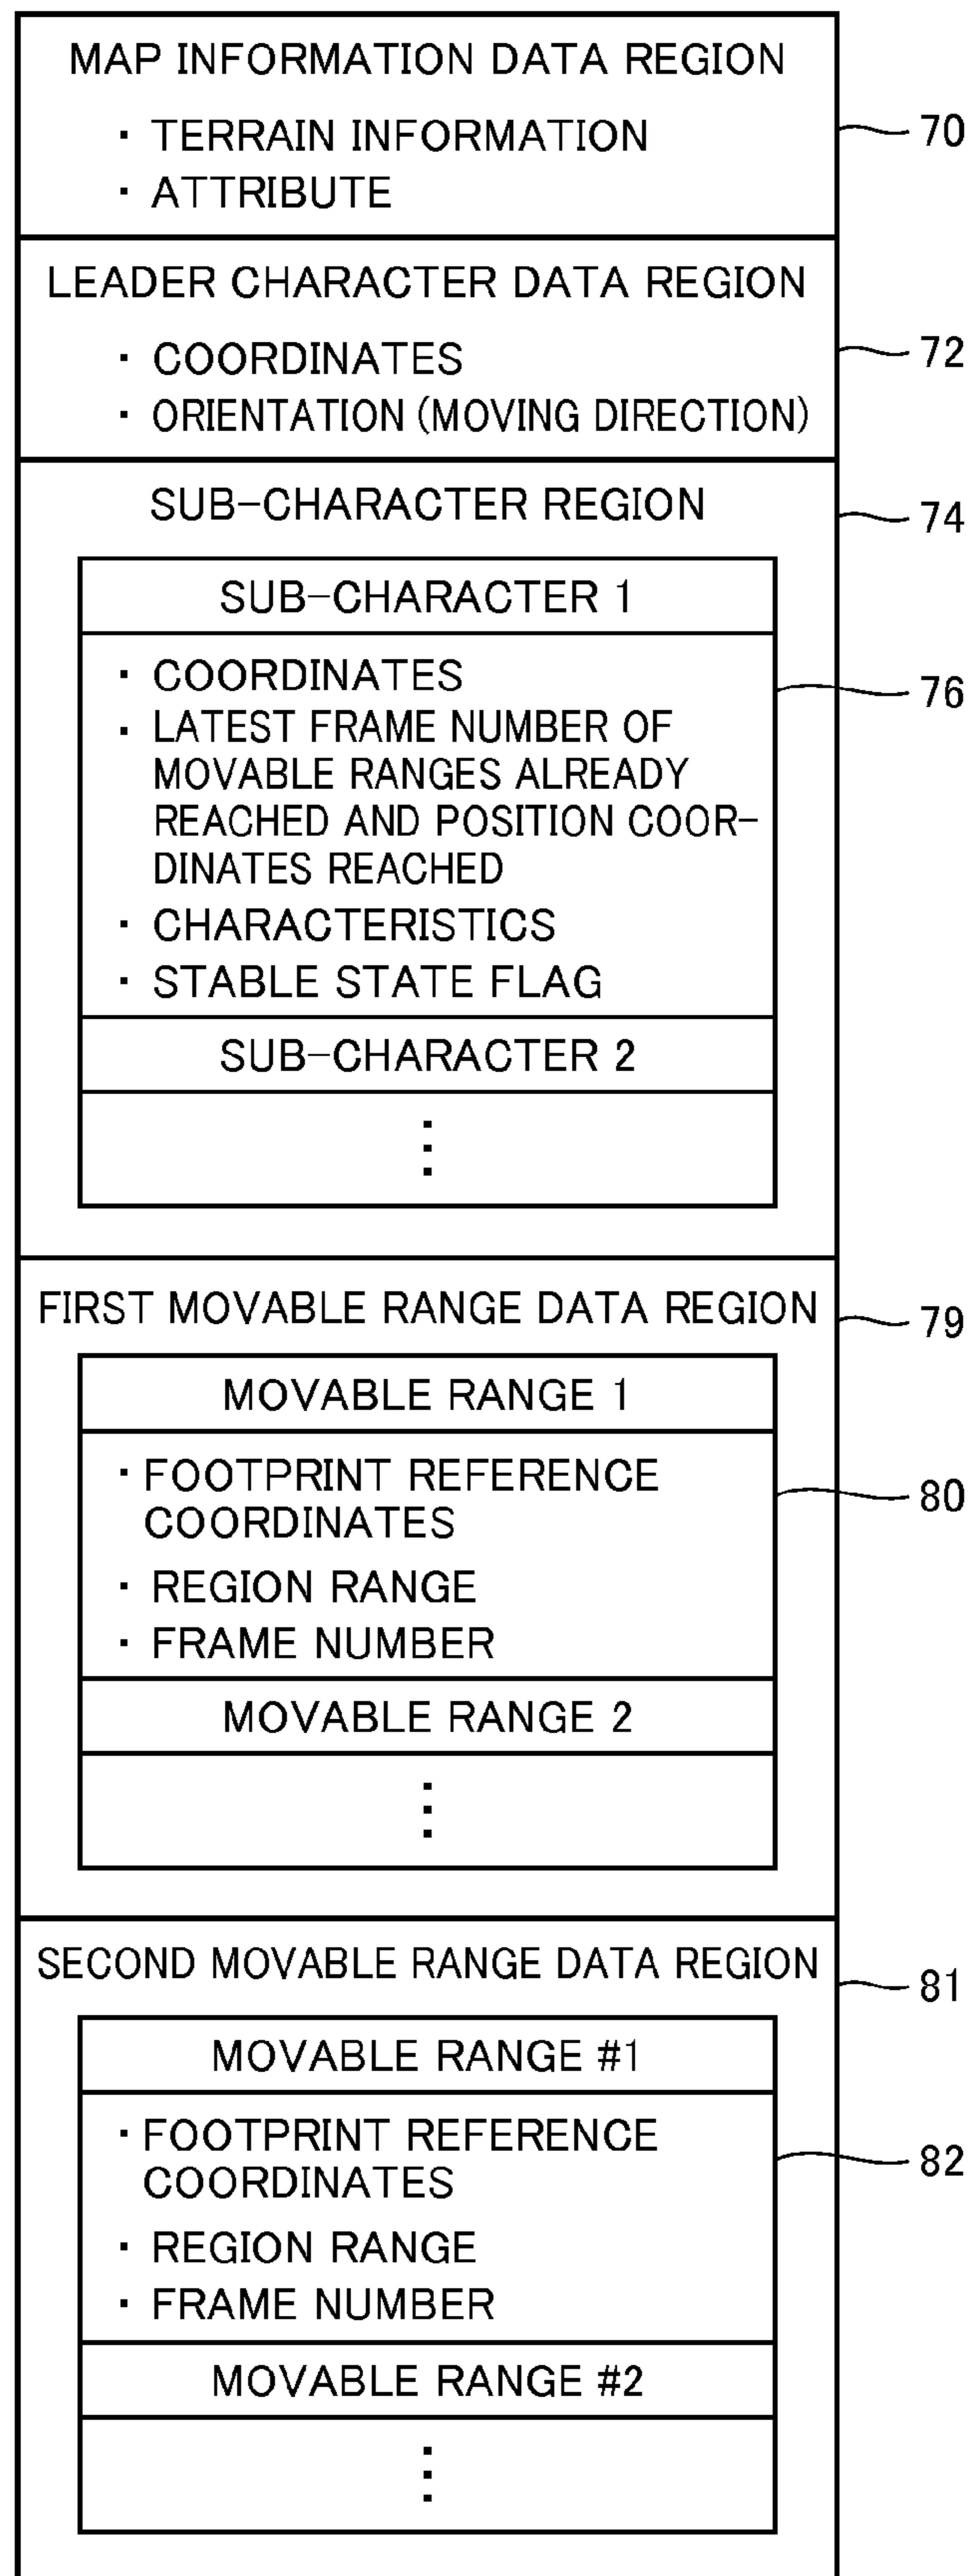 MAP INFORMATION DATA REGION
・ TERRAIN INFORMATION
70
・ ATTRIBUTE
LEADER CHARACTER DATA REGION
・ COORDINATES
72
・ ORIENTATION (MOVING DIRECTION)
SUB-CHARACTER REGION
74
SUB-CHARACTER 1
・ COORDINATES
76
・ LATEST FRAME NUMBER OF
MOVABLE RANGES ALREADY
REACHED AND POSITION COOR-
DINATES REACHED
・ CHARACTERISTICS
・ STABLE STATE FLAG
SUB-CHARACTER 2
⋮
FIRST MOVABLE RANGE DATA REGION
79
MOVABLE RANGE 1
・FOOTPRINT REFERENCE
80
COORDINATES
・ REGION RANGE
・ FRAME NUMBER
MOVABLE RANGE 2
⋮
SECOND MOVABLE RANGE DATA REGION
81
MOVABLE RANGE #1
・FOOTPRINT REFERENCE
82
COORDINATES
・ REGION RANGE
・ FRAME NUMBER
MOVABLE RANGE #2
⋮